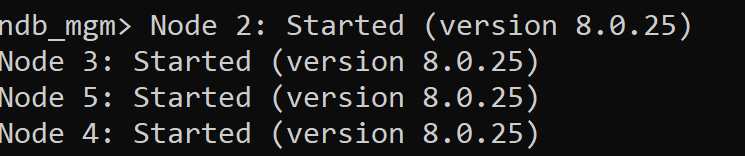 ndb_mgm> Node 2: Started (version 8.0.25)
Node 3: Started (version 8.0.25)
Node 5: Started (version 8.0.25)
Node 4: Started (version 8.0.25)